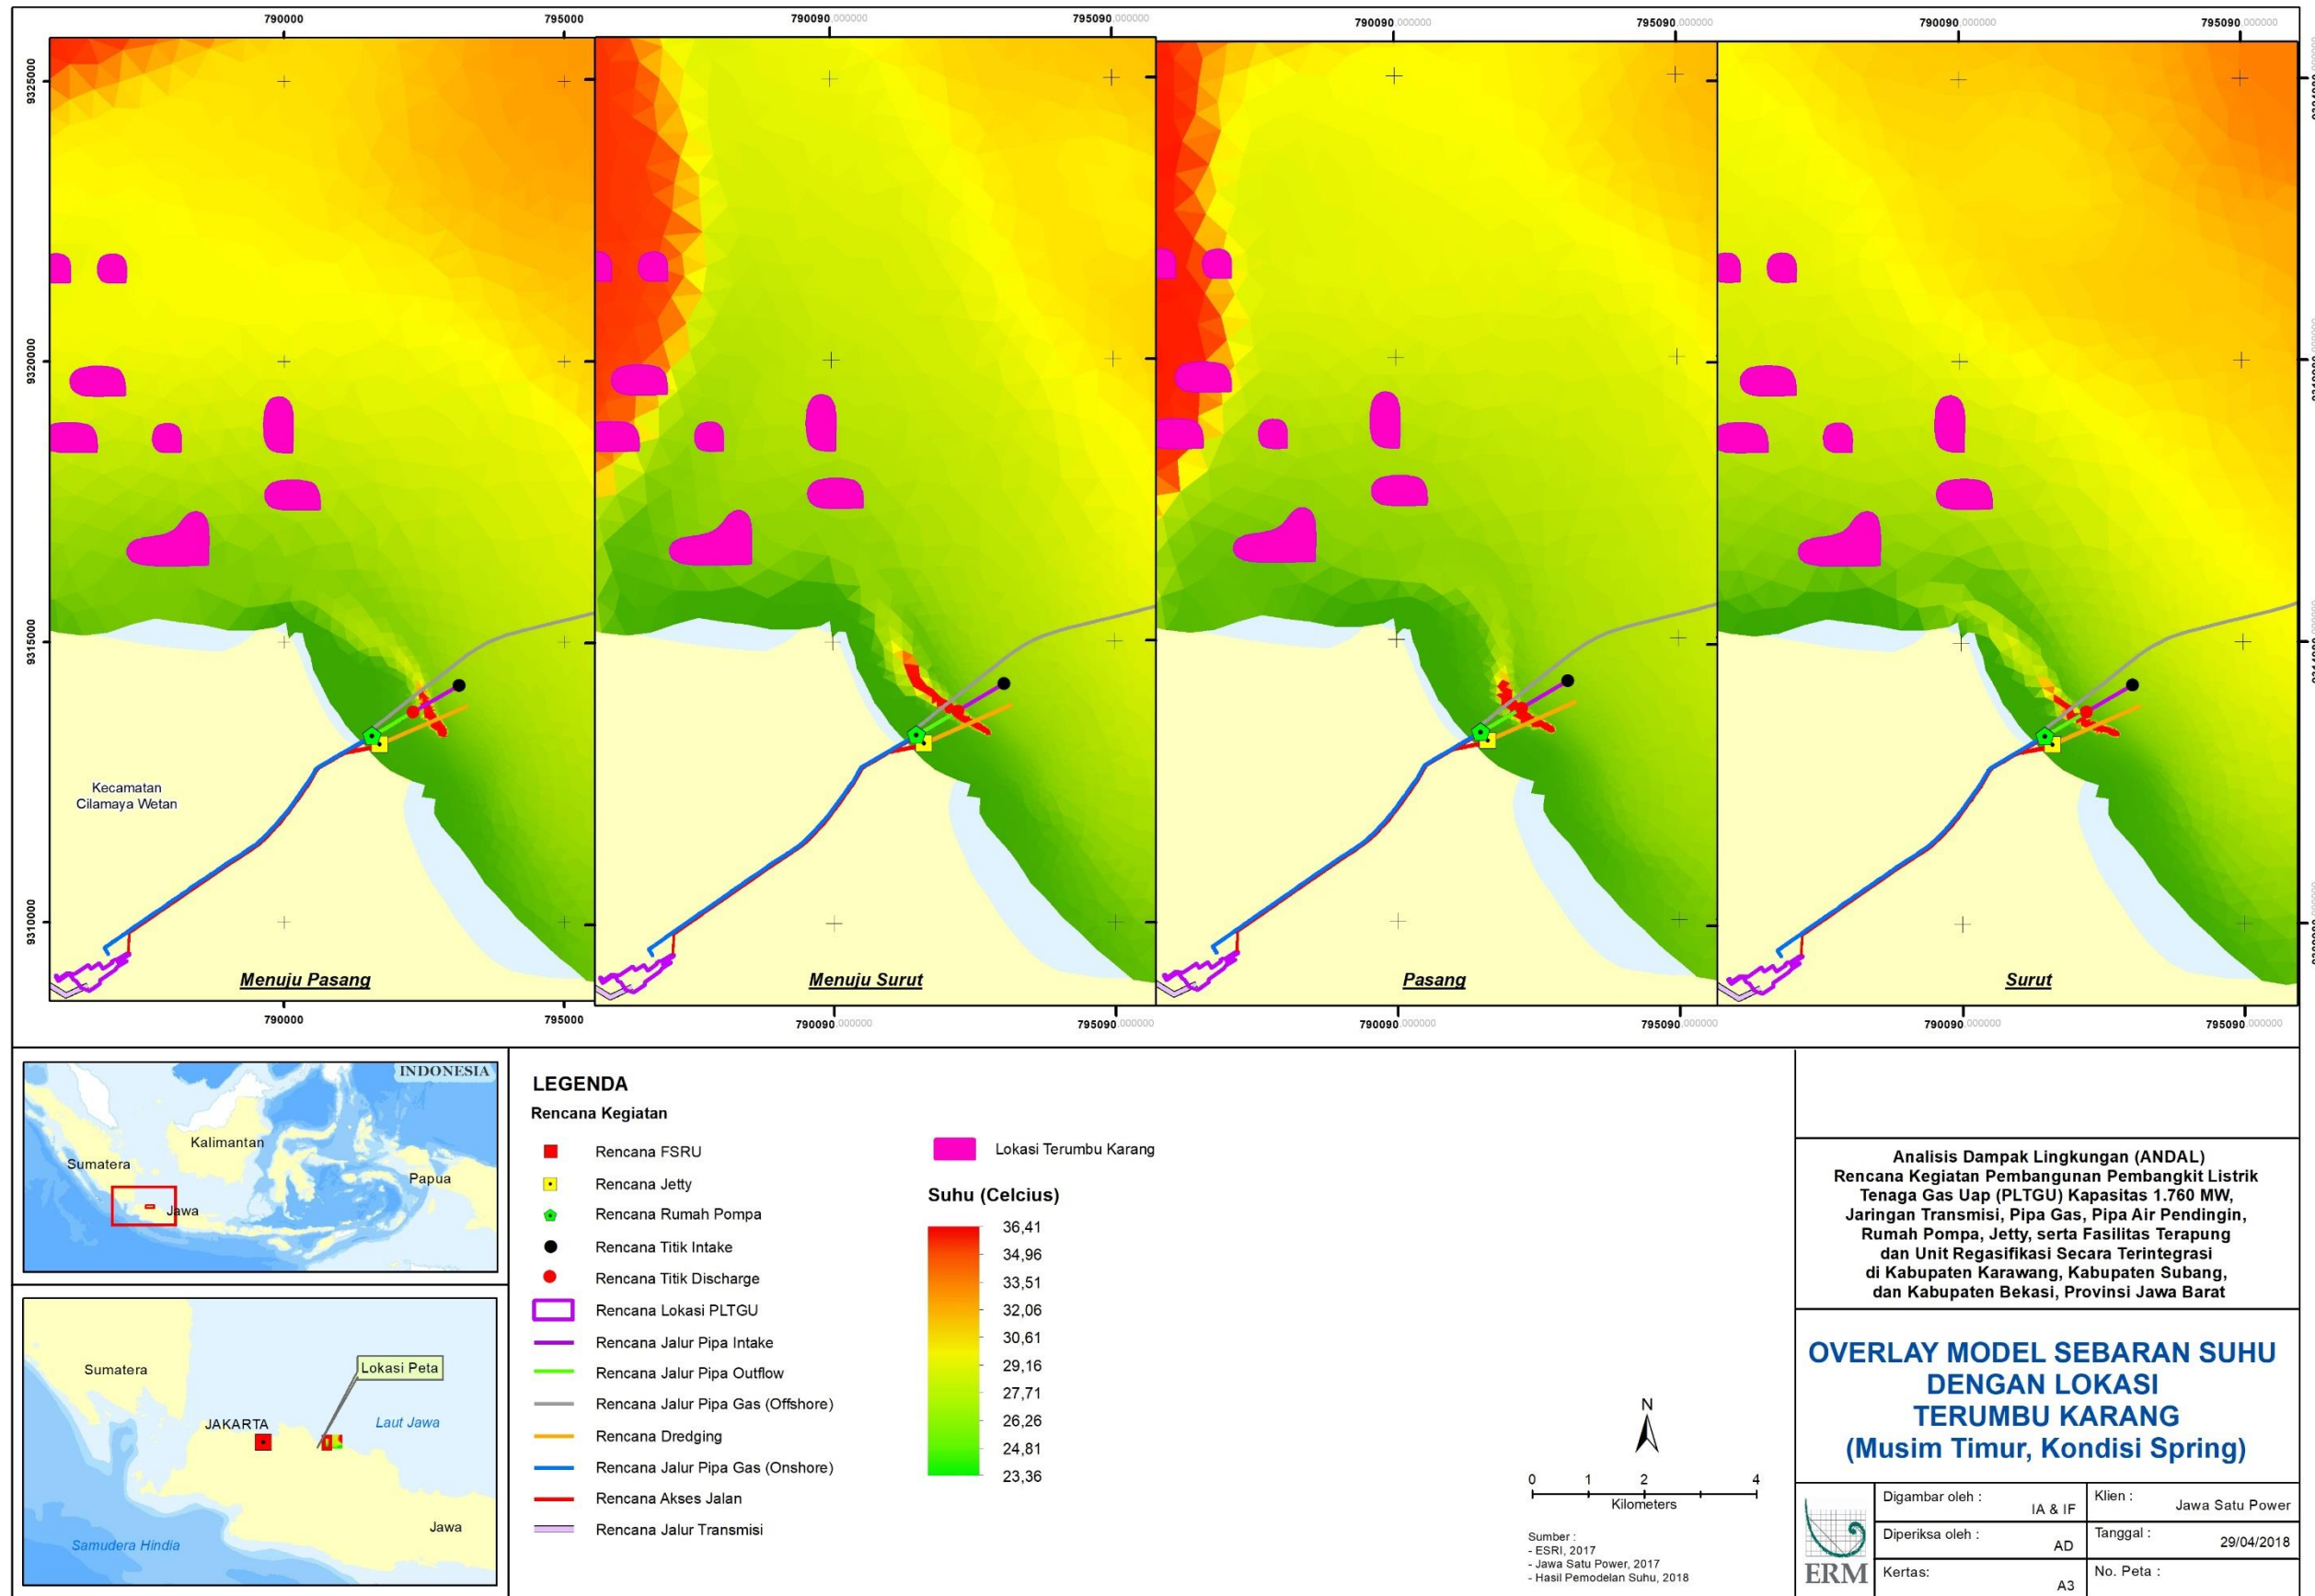 790000
795000
790090.000000
795090.000000
790090.000000
795090.000000
790090.000000
795090.000000
9325000
9320000
9315000
9310000
Kecamatan
Cilamaya Wetan
Menuju Pasang
Menuju Surut
Pasang
Surut
790000
795000
790090.000000
795090.000000
790090.000000
795090.000000
790090.000000
795090.000000
INDONESIA
Kalimantan
Sumatera
Papua
Jawa
Sumatera
Lokasi Peta
JAKARTA
Laut Jawa
Jawa
Samudera Hindia
LEGENDA
Rencana Kegiatan
Rencana FSRU
Rencana Jetty
Rencana Rumah Pompa
Rencana Titik Intake
Rencana Titik Discharge
Rencana Lokasi PLTGU
Rencana Jalur Pipa Intake
Rencana Jalur Pipa Outflow
Rencana Jalur Pipa Gas (Offshore)
Rencana Dredging
Rencana Jalur Pipa Gas (Onshore)
Rencana Akses Jalan
Rencana Jalur Transmisi
Lokasi Terumbu Karang
Suhu (Celcius)
36,41
34,96
33,51
32,06
30,61
29,16
27,71
26,26
24,81
23,36
N
0 1 2 4
Kilometers
Sumber :
- ESRI, 2017
- Jawa Satu Power, 2017
- Hasil Pemodelan Suhu, 2018
Analisis Dampak Lingkungan (ANDAL)
Rencana Kegiatan Pembangunan Pembangkit Listrik
Tenaga Gas Uap (PLTGU) Kapasitas 1.760 MW,
Jaringan Transmisi, Pipa Gas, Pipa Air Pendingin,
Rumah Pompa, Jetty, serta Fasilitas Terapung
dan Unit Regasifikasi Secara Terintegrasi
di Kabupaten Karawang, Kabupaten Subang,
dan Kabupaten Bekasi, Provinsi Jawa Barat
OVERLAY MODEL SEBARAN SUHU
DENGAN LOKASI
TERUMBU KARANG
(Musim Timur, Kondisi Spring)
ERM
Digambar oleh :
IA & IF
Klien :
Jawa Satu Power
Diperiksa oleh :
AD
Tanggal :
29/04/2018
Kertas:
A3
No. Peta :